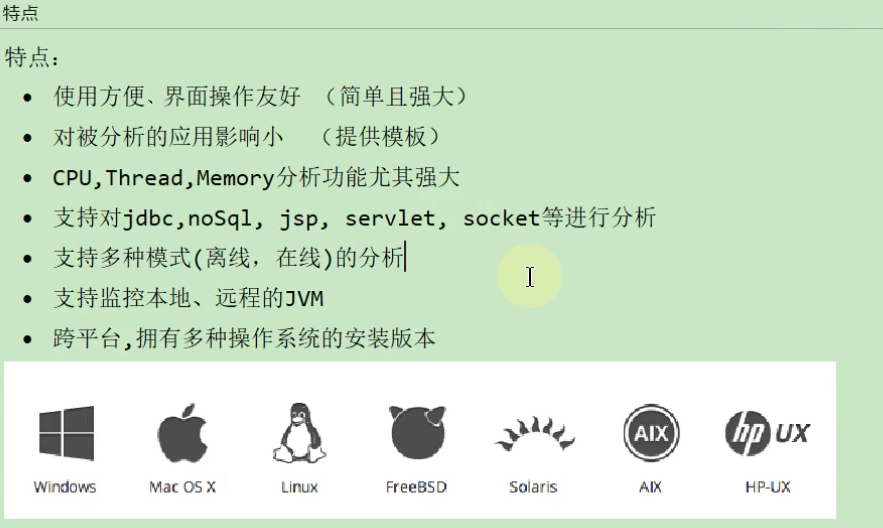 特点
特点:
• 使用方便、界面操作友好 （简单且强大）
• 对被分析的应用影响小 （提供模板）
• CPU,Thread,Memory分析功能尤其强大
• 支持对jdbc,noSql, jsp, servlet, socket等进行分析
• 支持多种模式(离线，在线)的分析
• 支持监控本地、远程的JVM
• 跨平台,拥有多种操作系统的安装版本
AIX hp UX
Windows Mac OS X Linux FreeBSD Solaris AIX HP-UX